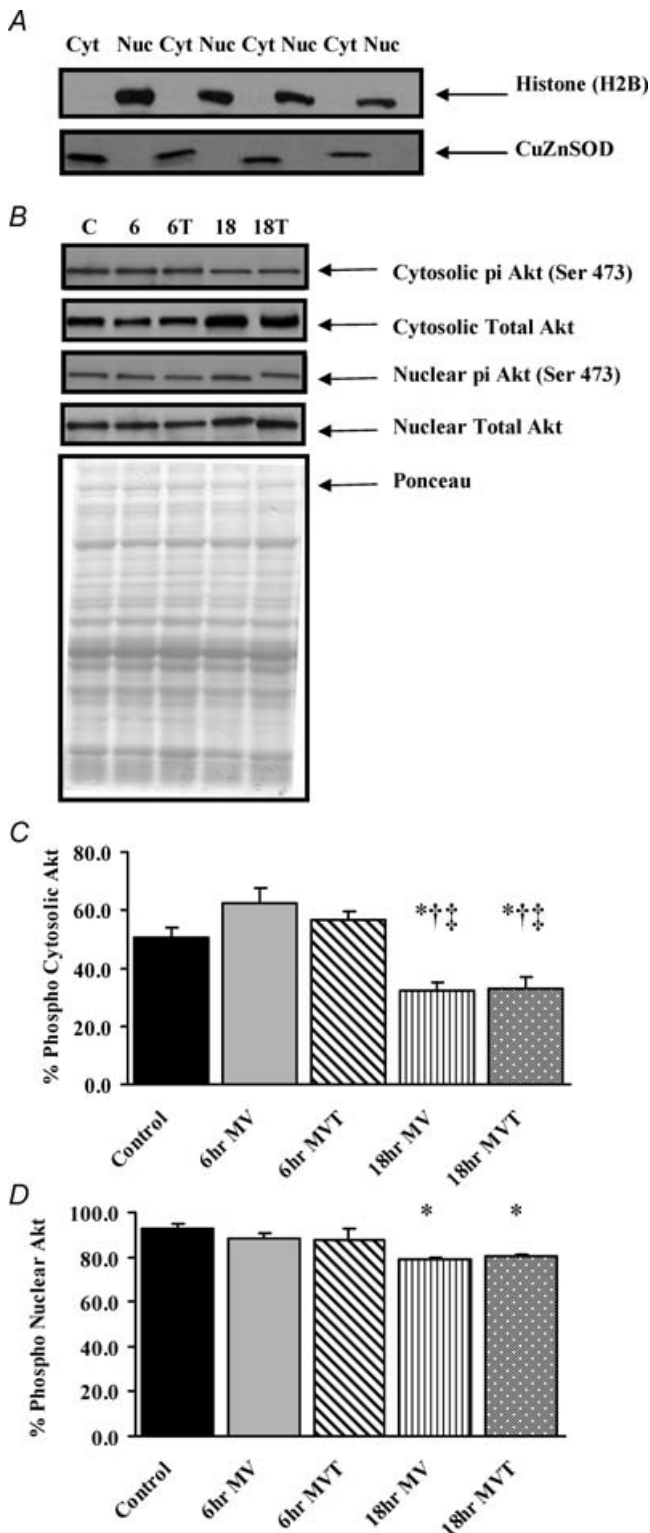 A
Cyt Nuc Cyt Nuc Cyt Nuc Cyt Nuc
Histone (H2B)
CuZnSOD
B
C 6 6T 18 18T
Cytosolic pi Akt (Ser 473)
Cytosolic Total Akt
Nuclear pi Akt (Ser 473)
Nuclear Total Akt
Ponceau
C
% Phospho Cytosolic Akt
80.0
60.0
40.0
20.0
0.0
*†‡ *†‡
Control 6hr MV 6hr MVT 18hr MV 18hr MVT
D
% Phospho Nuclear Akt
100.0
80.0
60.0
40.0
20.0
0.0
* *
Control 6hr MV 6hr MVT 18hr MV 18hr MVT